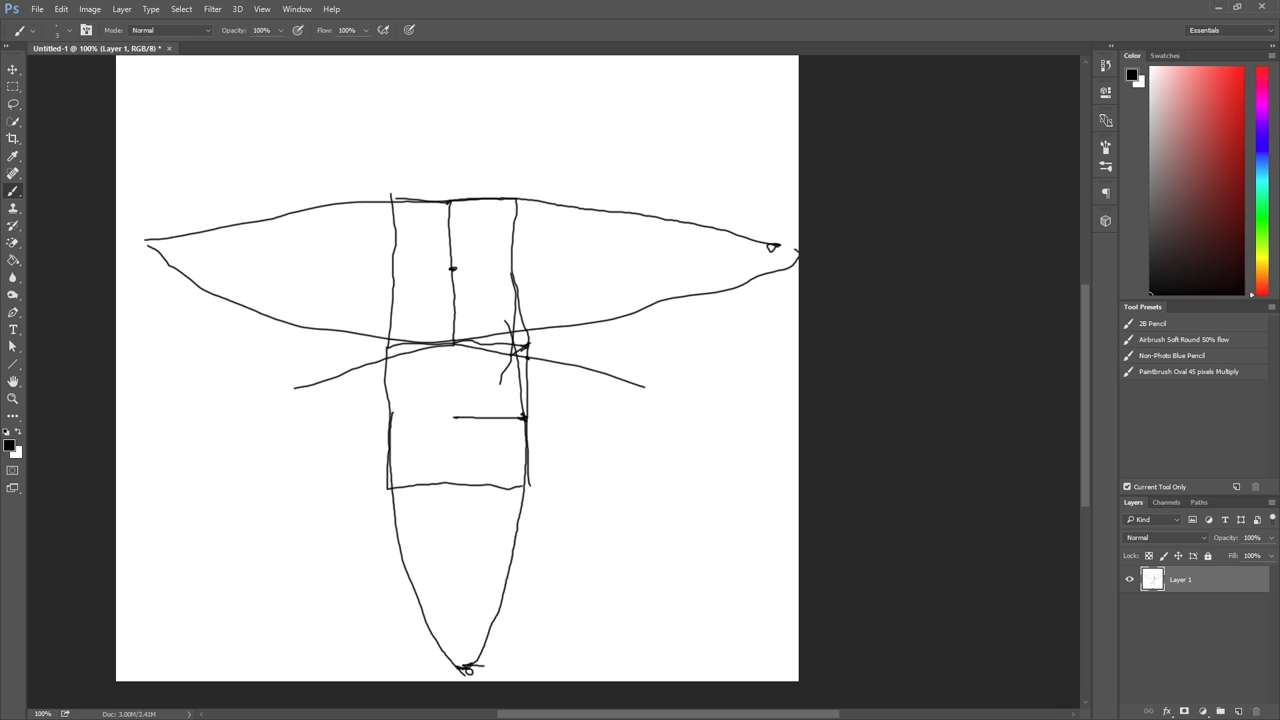 Ps File Edit Image Layer Type Select Filter 3D View Window Help
3 Mode: Normal Opacity: 100% Flow: 100% Essentials
Untitled-1 @ 100% (Layer 1, RGB/8) * ×
Color Swatches
Tool Presets
2B Pencil
Airbrush Soft Round 50% flow
Non-Photo Blue Pencil
Paintbrush Oval 45 pixels Multiply
Current Tool Only
Layers Channels Paths
Kind
Normal Opacity: 100%
Lock: Fill: 100%
Layer 1
100% Doc: 3.00M/2.41M